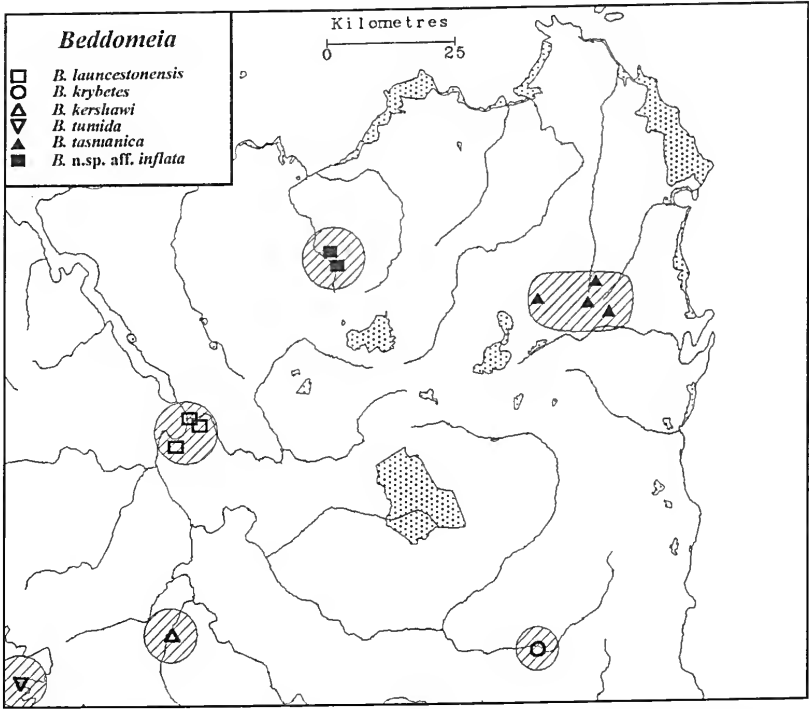 Kilometres
0 25
Beddomeia
B. launcestonensis
B. krybetes
B. kershawi
B. tumida
B. tasmanica
B. n.sp. aff. inflata